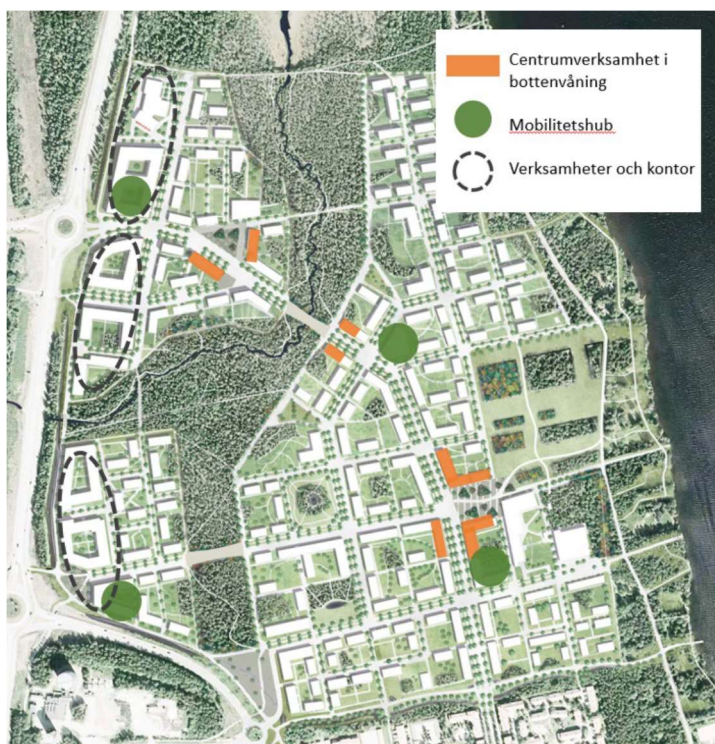 Centrumverksamhet i
bottenvåning
Mobilitetshub
Verksamheter och kontor